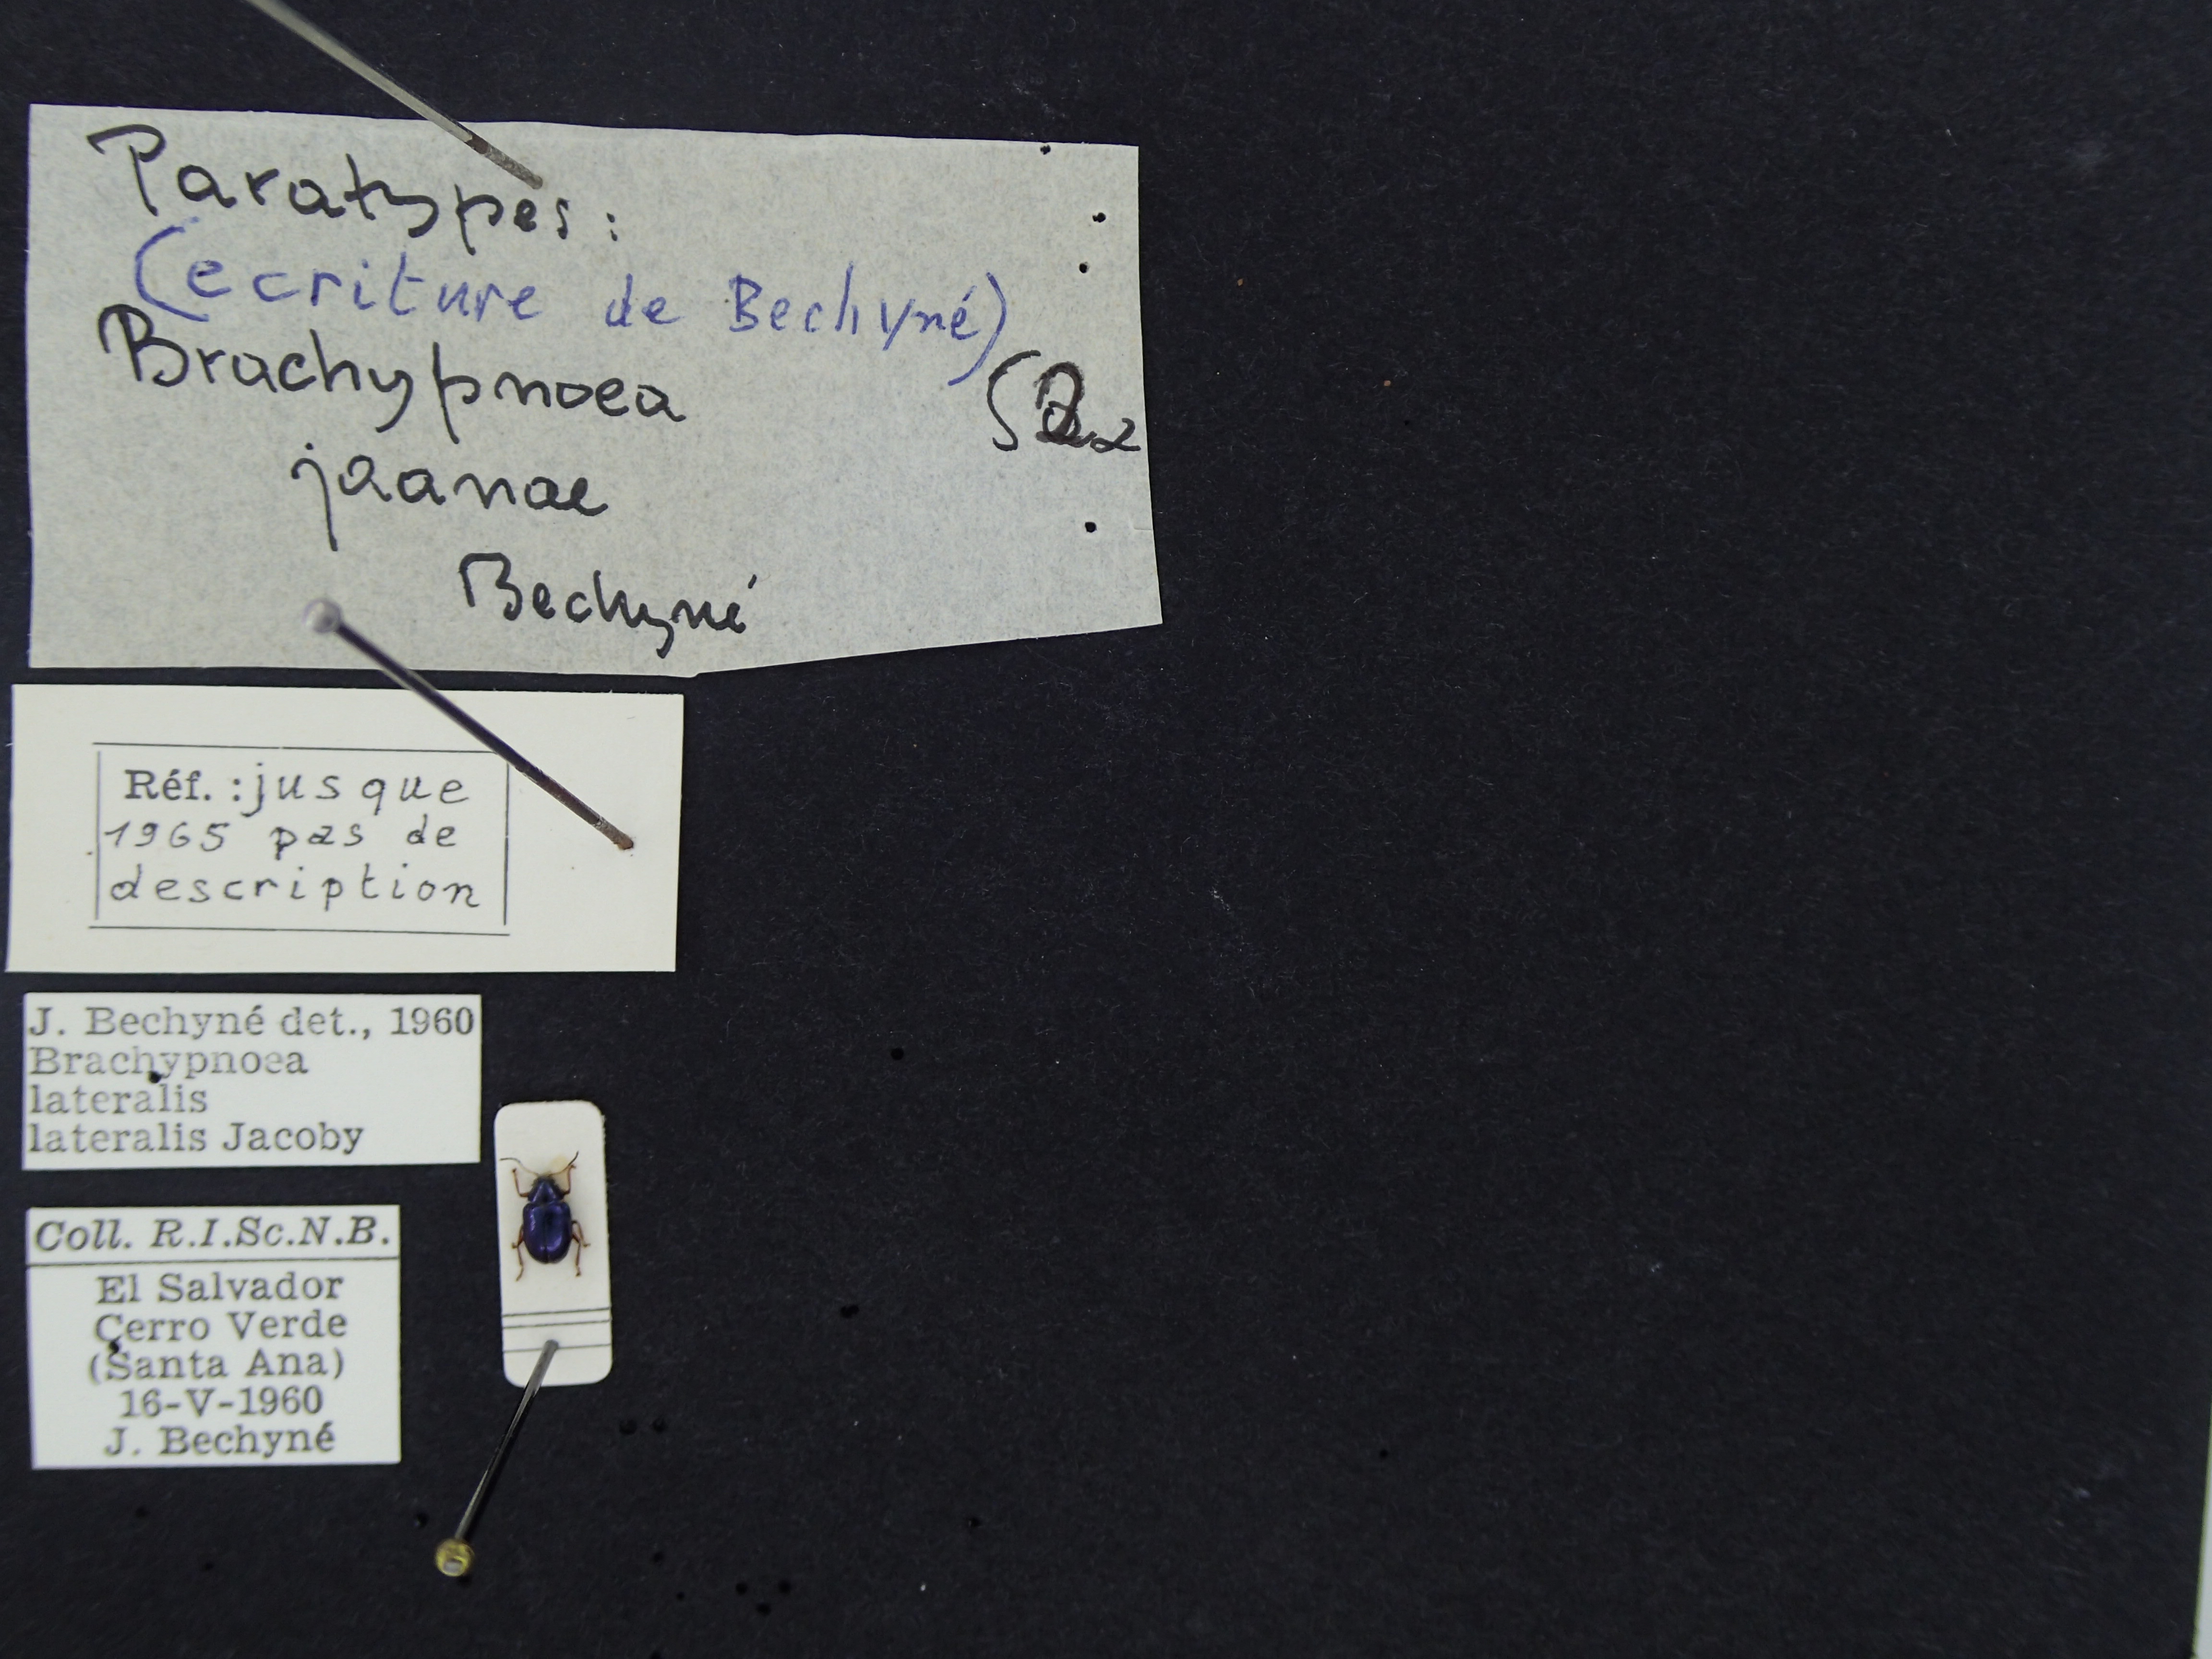 Paratypes:
(ecriture de Bechyné)
Brachypnoea
jaanae
Bechyné
Réf. : jusque
1965 pas de
description
J. Bechyné det., 1960
Brachypnoea
lateralis
lateralis Jacoby
Coll. R.I.Sc.N.B.
El Salvador
Cerro Verde
(Santa Ana)
16-V-1960
J. Bechyné